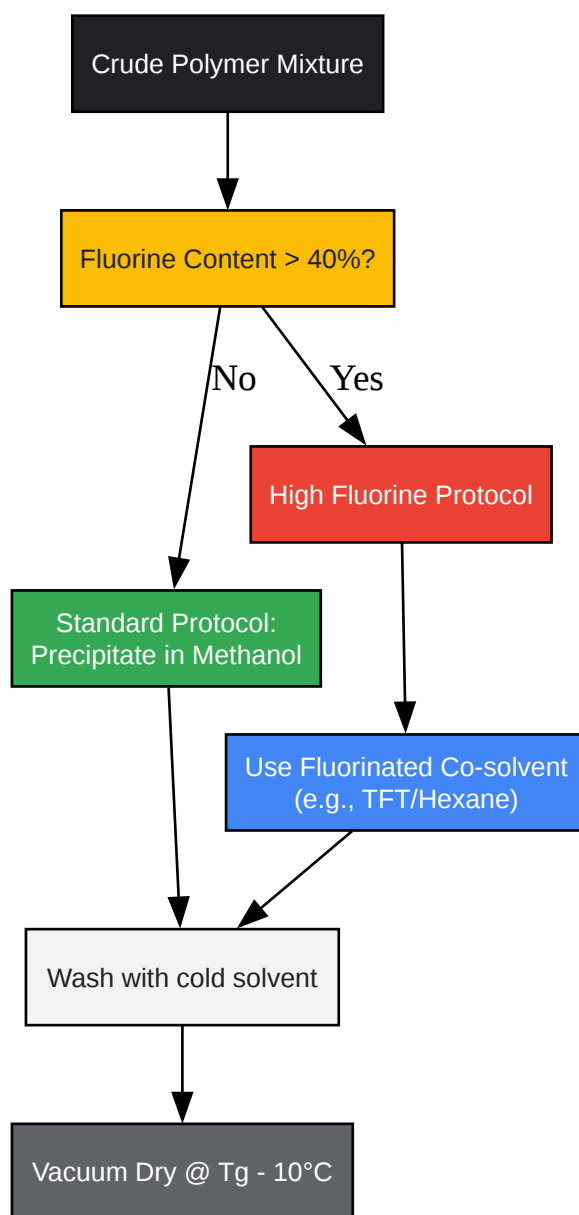 Crude Polymer Mixture
Fluorine Content > 40%?
No
Yes
High Fluorine Protocol
Standard Protocol:
Precipitate in Methanol
Use Fluorinated Co-solvent
(e.g., TFT/Hexane)
Wash with cold solvent
Vacuum Dry @ Tg - 10°C